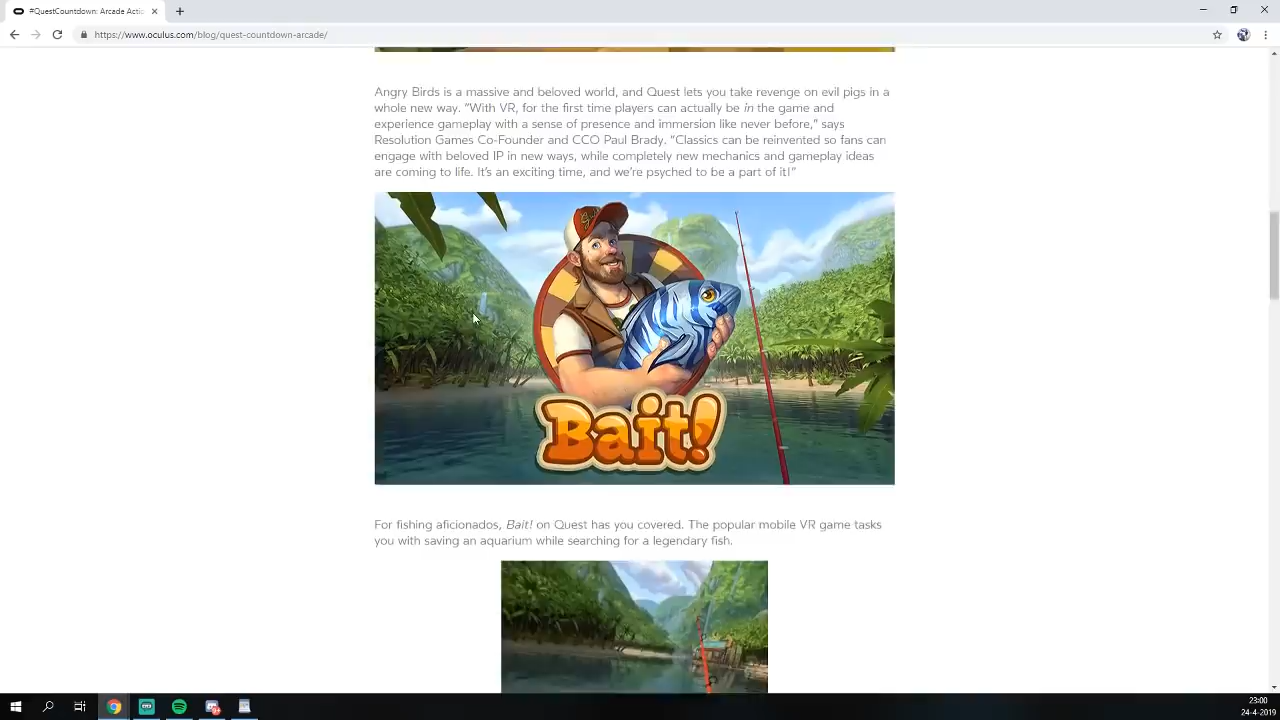 #QuestCountdown: Arcade Actio
https://www.oculus.com/blog/quest-countdown-arcade/
Angry Birds is a massive and beloved world, and Quest lets you take revenge on evil pigs in a
whole new way. “With VR, for the first time players can actually be in the game and
experience gameplay with a sense of presence and immersion like never before,” says
Resolution Games Co-Founder and CCO Paul Brady. “Classics can be reinvented so fans can
engage with beloved IP in new ways, while completely new mechanics and gameplay ideas
are coming to life. It’s an exciting time, and we’re psyched to be a part of it!”
Bait!
For fishing aficionados, Bait! on Quest has you covered. The popular mobile VR game tasks
you with saving an aquarium while searching for a legendary fish.
23:00
24-4-2019